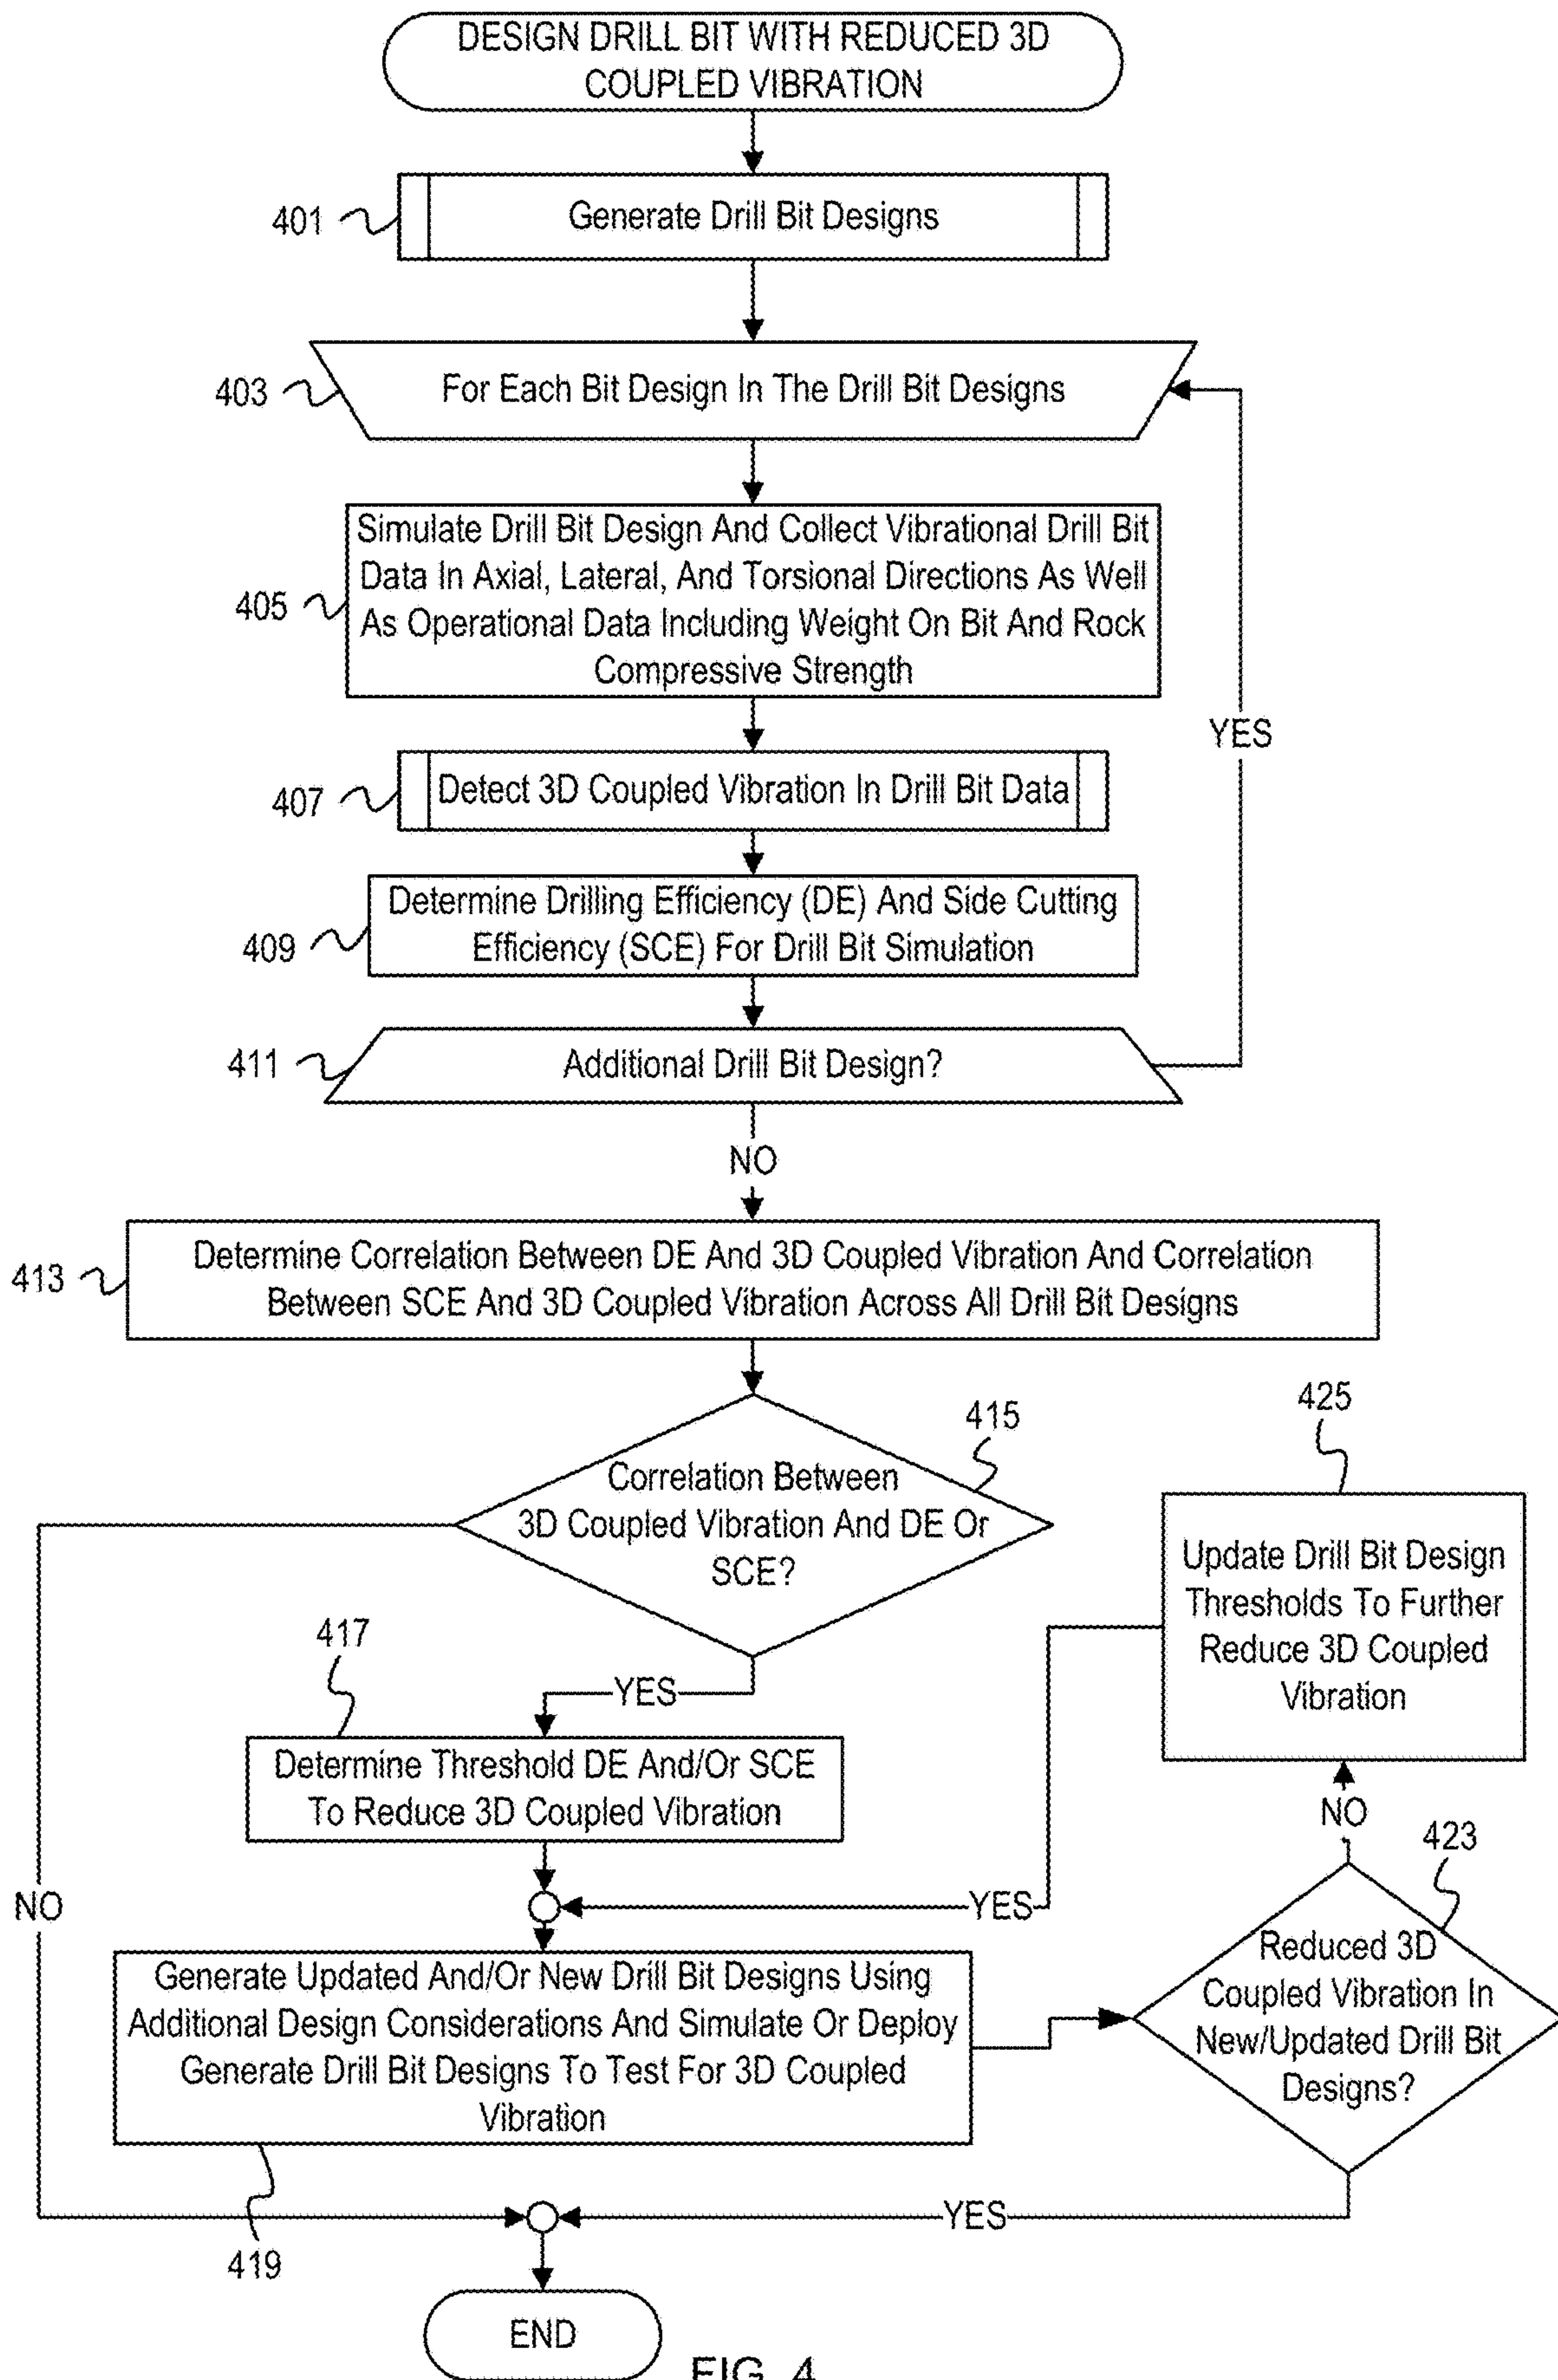 DESIGN DRILL BIT WITH REDUCED 3D
COUPLED VIBRATION
401
Generate Drill Bit Designs
403
For Each Bit Design In The Drill Bit Designs
405
Simulate Drill Bit Design And Collect Vibrational Drill Bit
Data In Axial, Lateral, And Torsional Directions As Well
As Operational Data Including Weight On Bit And Rock
Compressive Strength
YES
407
Detect 3D Coupled Vibration In Drill Bit Data
409
Determine Drilling Efficiency (DE) And Side Cutting
Efficiency (SCE) For Drill Bit Simulation
411
Additional Drill Bit Design?
NO
413
Determine Correlation Between DE And 3D Coupled Vibration And Correlation
Between SCE And 3D Coupled Vibration Across All Drill Bit Designs
415
Correlation Between
3D Coupled Vibration And DE Or
SCE?
425
Update Drill Bit Design
Thresholds To Further
Reduce 3D Coupled
Vibration
417
YES
Determine Threshold DE And/Or SCE
To Reduce 3D Coupled Vibration
NO
423
NO
YES
Generate Updated And/Or New Drill Bit Designs Using
Additional Design Considerations And Simulate Or Deploy
Generate Drill Bit Designs To Test For 3D Coupled
Vibration
Reduced 3D
Coupled Vibration In
New/Updated Drill Bit
Designs?
419
YES
END
FIG. 4